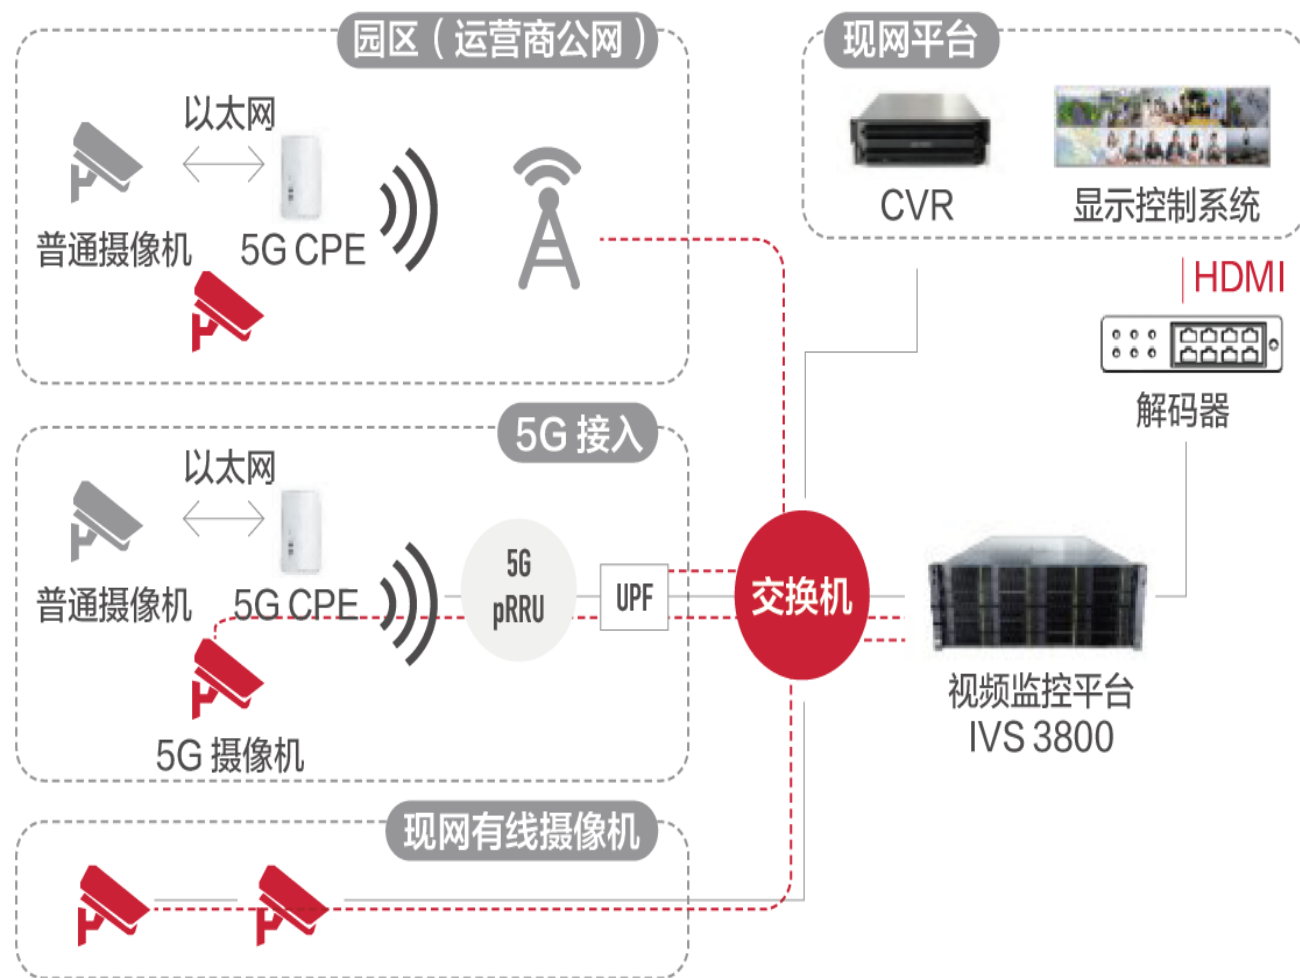 园区（运营商公网）
以太网
普通摄像机
5G CPE
现网平台
CVR
显示控制系统
HDMI
解码器
5G 接入
以太网
普通摄像机
5G CPE
5G
pRRU
UPF
交换机
5G 摄像机
视频监控平台
IVS 3800
现网有线摄像机